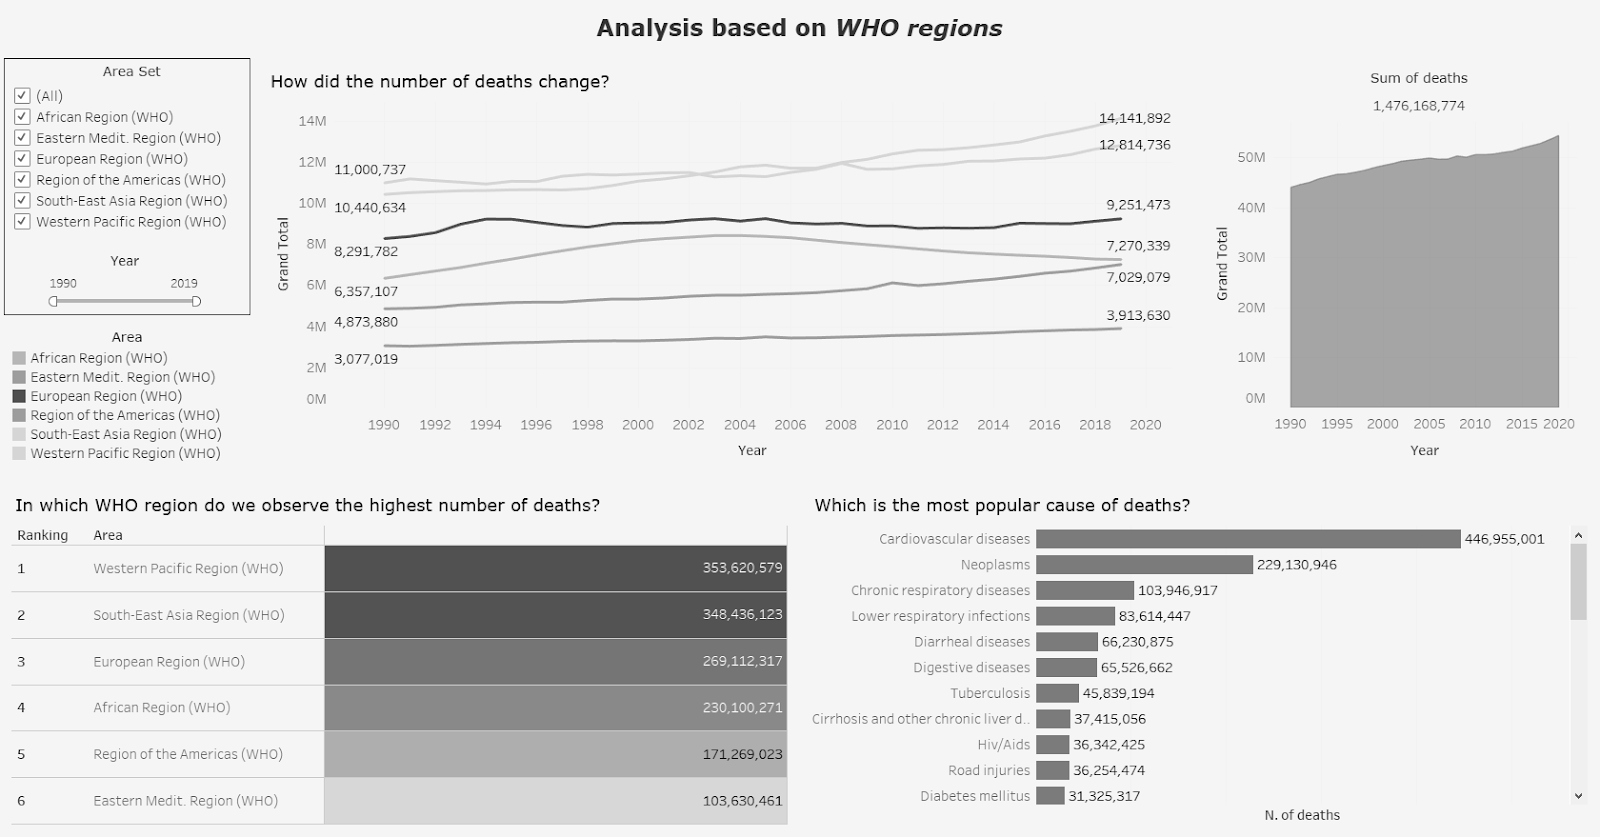 Analysis based on WHO regions
Area Set
(All)
African Region (WHO)
Eastern Medit. Region (WHO)
European Region (WHO)
Region of the Americas (WHO)
South-East Asia Region (WHO)
Western Pacific Region (WHO)
Year
1990 2019
Area
African Region (WHO)
Eastern Medit. Region (WHO)
European Region (WHO)
Region of the Americas (WHO)
South-East Asia Region (WHO)
Western Pacific Region (WHO)
How did the number of deaths change?
Grand Total
14M
12M
10M
8M
6M
4M
2M
0M
11,000,737
10,440,634
8,291,782
6,357,107
4,873,880
3,077,019
14,141,892
12,814,736
9,251,473
7,270,339
7,029,079
3,913,630
1990 1992 1994 1996 1998 2000 2002 2004 2006 2008 2010 2012 2014 2016 2018 2020
Year
Sum of deaths
1,476,168,774
Grand Total
50M
40M
30M
20M
10M
0M
1990 1995 2000 2005 2010 2015 2020
Year
In which WHO region do we observe the highest number of deaths?
Ranking Area
1 Western Pacific Region (WHO) 353,620,579
2 South-East Asia Region (WHO) 348,436,123
3 European Region (WHO) 269,112,317
4 African Region (WHO) 230,100,271
5 Region of the Americas (WHO) 171,269,023
6 Eastern Medit. Region (WHO) 103,630,461
Which is the most popular cause of deaths?
Cardiovascular diseases 446,955,001
Neoplasms 229,130,946
Chronic respiratory diseases 103,946,917
Lower respiratory infections 83,614,447
Diarrheal diseases 66,230,875
Digestive diseases 65,526,662
Tuberculosis 45,839,194
Cirrhosis and other chronic liver d.. 37,415,056
Hiv/Aids 36,342,425
Road injuries 36,254,474
Diabetes mellitus 31,325,317
N. of deaths